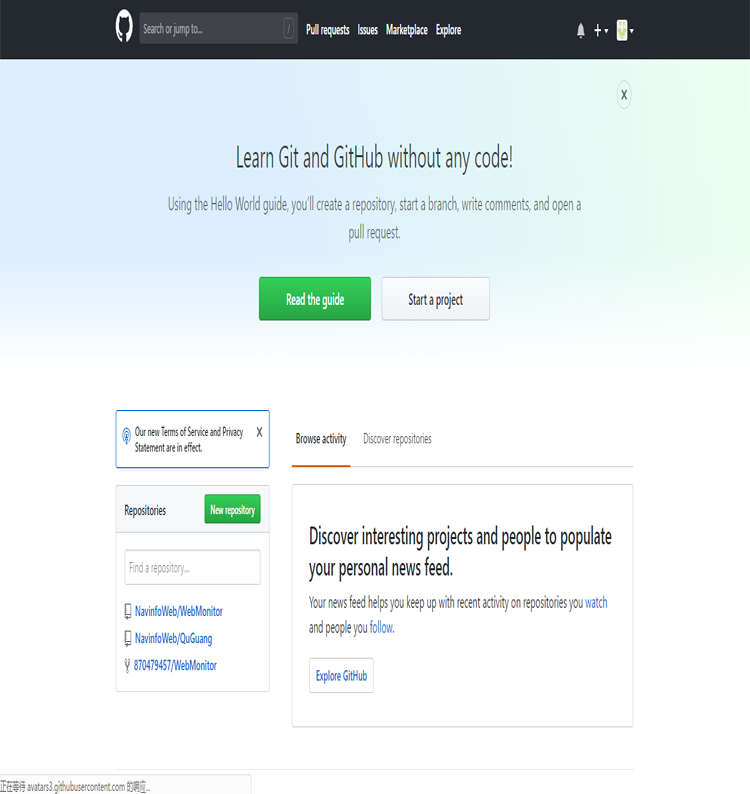 Search or jump to... /
Pull requests Issues Marketplace Explore
Learn Git and GitHub without any code!
Using the Hello World guide, you'll create a repository, start a branch, write comments, and open a
pull request.
Read the guide
Start a project
Our new Terms of Service and Privacy
Statement are in effect.
Repositories
New repository
Find a repository...
NavinfoWeb/WebMonitor
NavinfoWeb/QuGuang
870479457/WebMonitor
Browse activity
Discover repositories
Discover interesting projects and people to populate
your personal news feed.
Your news feed helps you keep up with recent activity on repositories you watch
and people you follow.
Explore GitHub
正在等待 avatars3.githubusercontent.com 的响应...